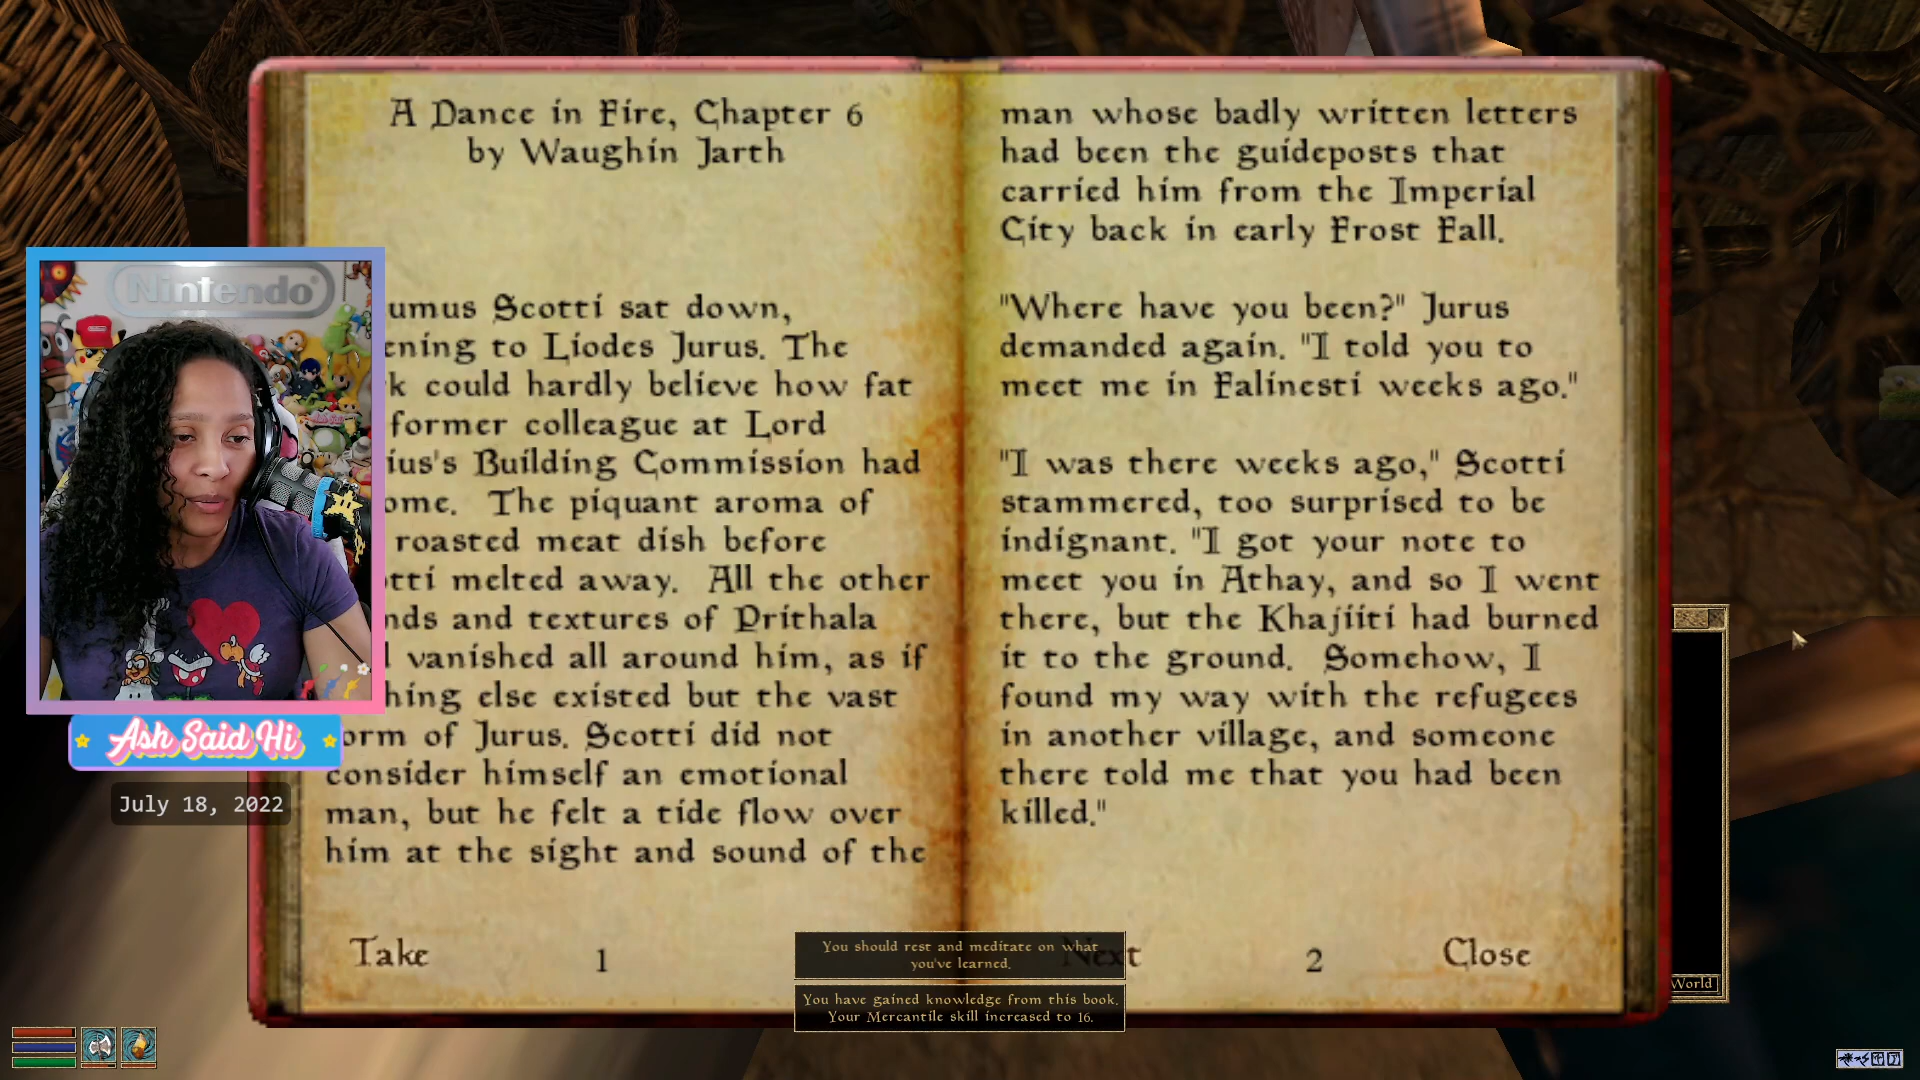 A Dance in Fire, Chapter 6
by Waughin Jarth
umus Scotti sat down,
ening to Liodes Jurus. The
k could hardly believe how fat
former colleague at Lord
ius's Building Commission had
ome. The piquant aroma of
roasted meat dish before
tti melted away. All the other
nds and textures of Prithala
vanished all around him, as if
hing else existed but the vast
orm of Jurus. Scotti did not
consider himself an emotional
man, but he felt a tide flow over
him at the sight and sound of the
man whose badly written letters
had been the guideposts that
carried him from the Imperial
City back in early Frost Fall.
"Where have you been?" Jurus
demanded again. "I told you to
meet me in Falinesti weeks ago."
"I was there weeks ago," Scotti
stammered, too surprised to be
indignant. "I got your note to
meet you in Athay, and so I went
there, but the Khajiiti had burned
it to the ground. Somehow, I
found my way with the refugees
in another village, and someone
there told me that you had been
killed."
Take
1
Next
2
Close
You should rest and meditate on what
you've learned.
You have gained knowledge from this book.
Your Mercantile skill increased to 16.
World
Nintendo
Ash Said Hi
July 18, 2022